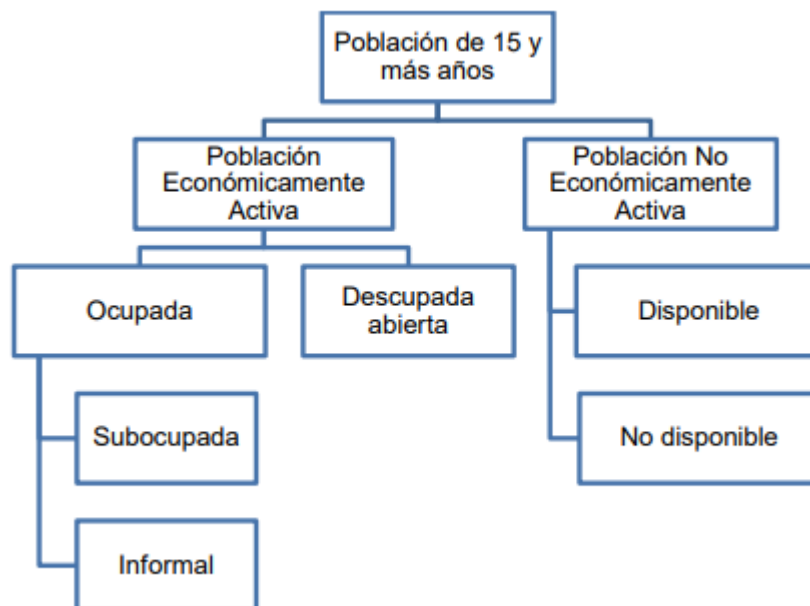 Población de 15 y
más años
Población
Económicamente
Activa
Población No
Económicamente
Activa
Ocupada
Descupada
abierta
Disponible
Subocupada
No disponible
Informal